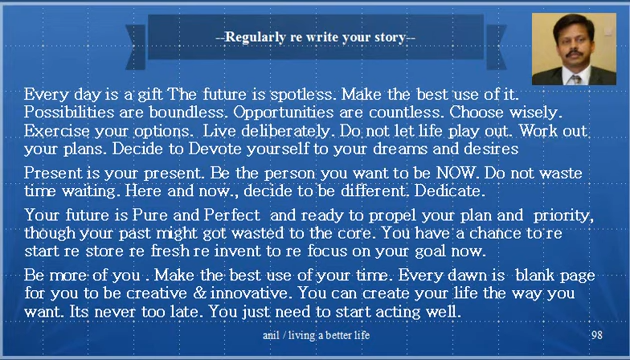 --Regularly re write your story--
Every day is a gift The future is spotless. Make the best use of it.
Possibilities are boundless. Opportunities are countless. Choose wisely.
Exercise your options.  Live deliberately. Do not let life play out. Work out
your plans. Decide to Devote yourself to your dreams and desires
Present is your present. Be the person you want to be NOW. Do not waste
time waiting. Here and now., decide to be different. Dedicate.
Your future is Pure and Perfect  and ready to propel your plan and  priority,
though your past might got wasted to the core. You have a chance to re
start re store re fresh re invent to re focus on your goal now.
Be more of you . Make the best use of your time. Every dawn is  blank page
for you to be creative & innovative. You can create your life the way you
want. Its never too late. You just need to start acting well.
anil / living a better life
98